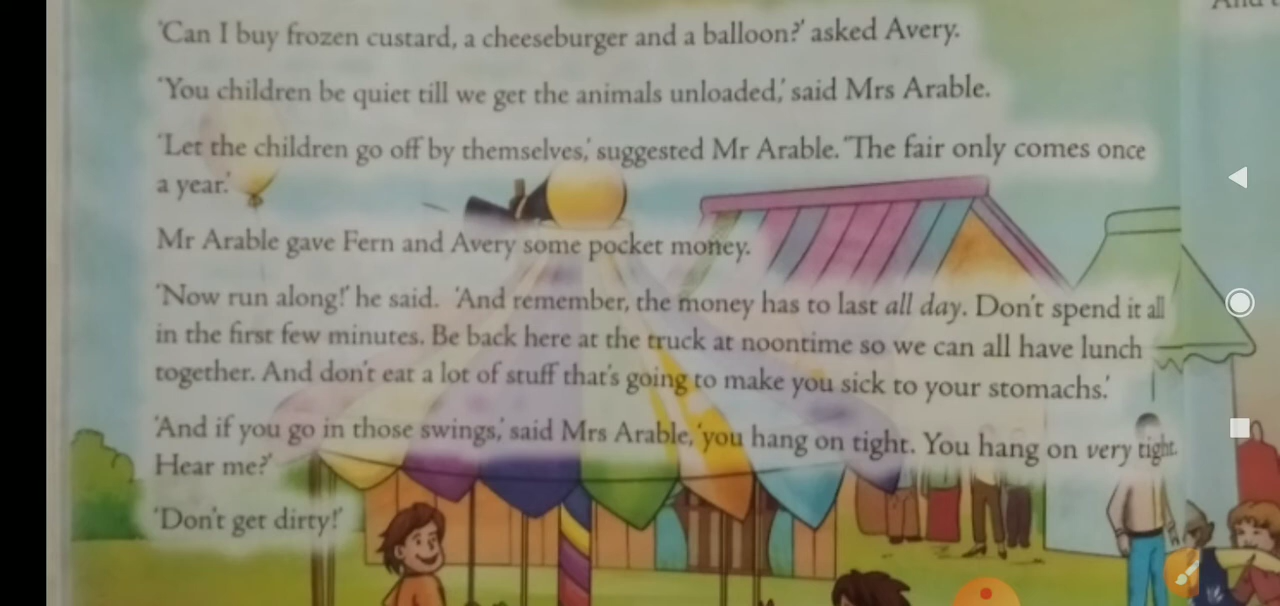 'Can I buy frozen custard, a cheeseburger and a balloon?' asked Avery.
'You children be quiet till we get the animals unloaded,' said Mrs Arable.
'Let the children go off by themselves,' suggested Mr Arable. 'The fair only comes once
a year.'
Mr Arable gave Fern and Avery some pocket money.
'Now run along!' he said. 'And remember, the money has to last all day. Don't spend it all
in the first few minutes. Be back here at the truck at noontime so we can all have lunch
together. And don't eat a lot of stuff that's going to make you sick to your stomachs.'
'And if you go in those swings,' said Mrs Arable, 'you hang on tight. You hang on very tight.
Hear me?'
'Don't get dirty!'